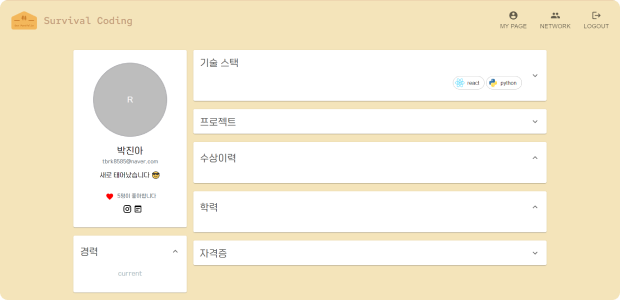 Survival Coding
MY PAGE
NETWORK
LOGOUT
R
박진아
tbrk8585@naver.com
새로 태어났습니다 😎
5명이 좋아합니다
경력
current
기술 스택
react
python
프로젝트
수상이력
학력
자격증